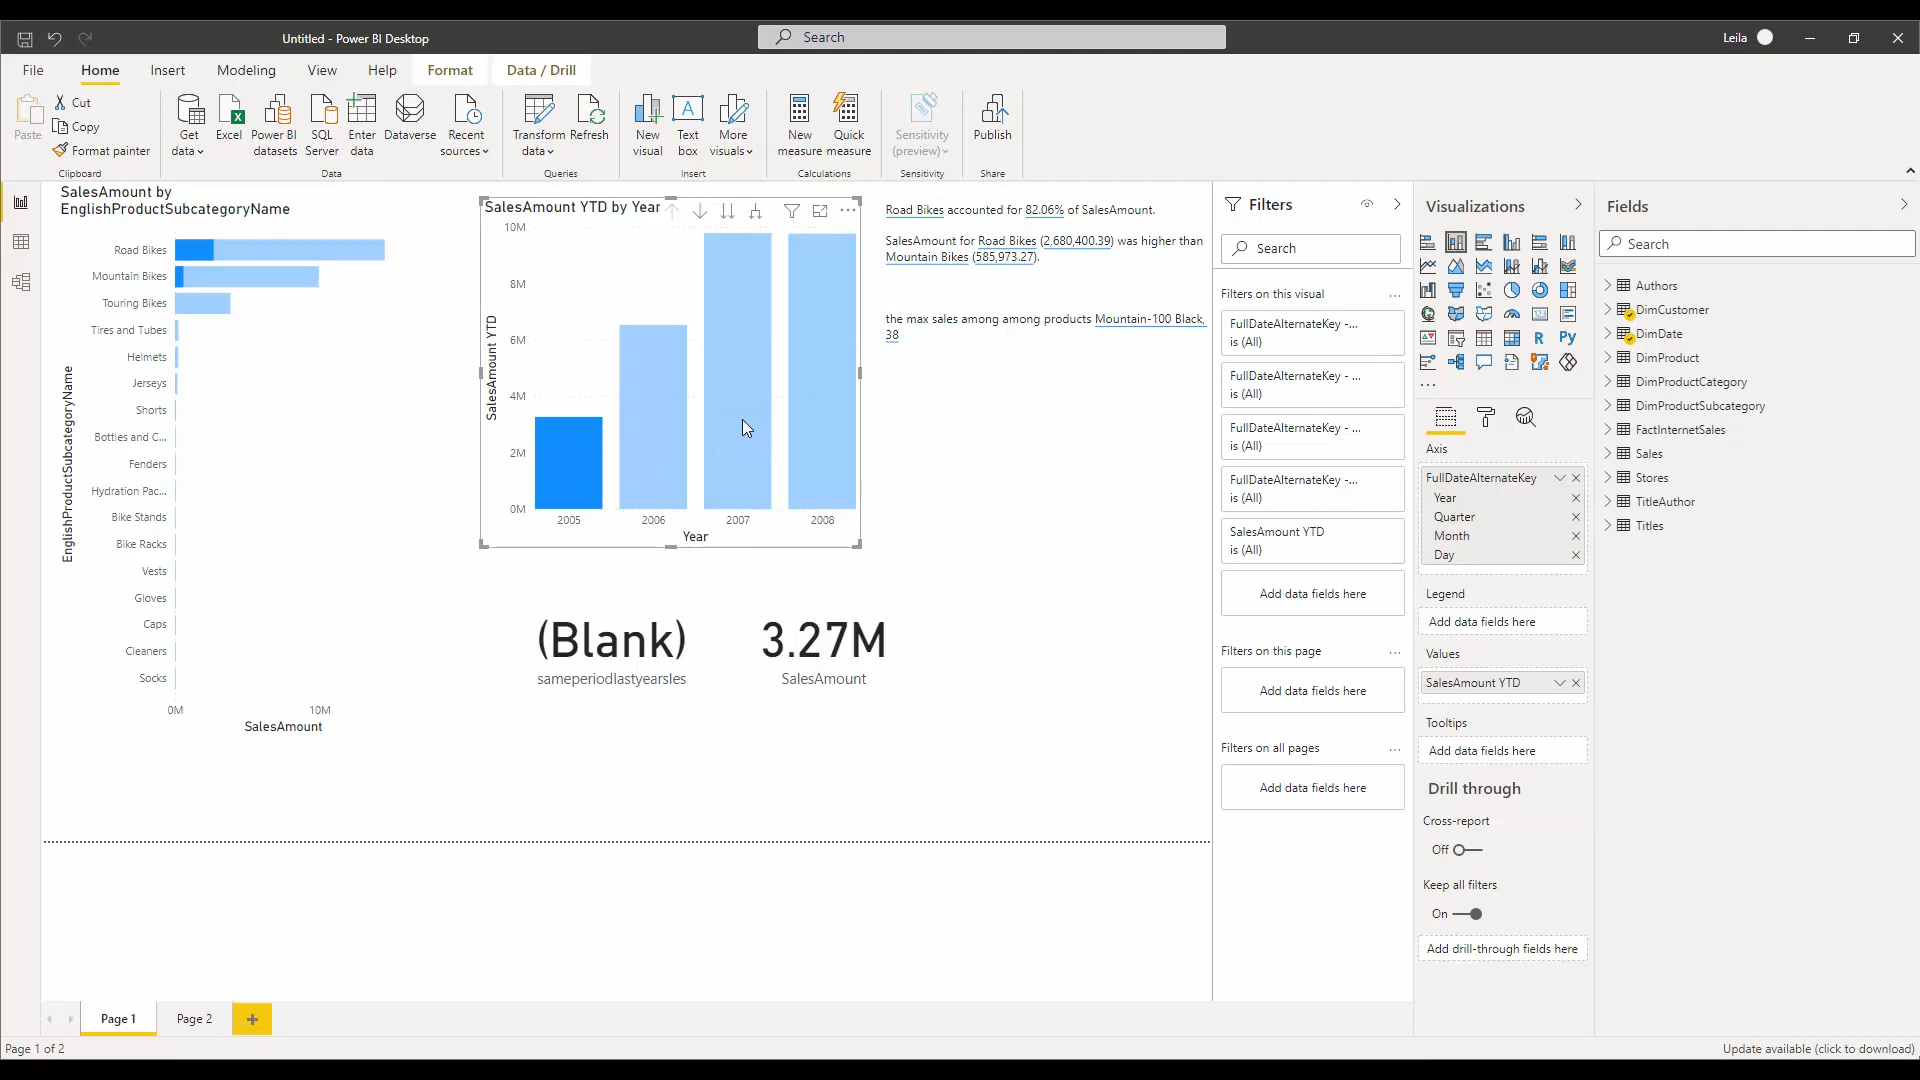 Untitled - Power BI Desktop
Search
Leila
File
Home
Insert
Modeling
View
Help
Format
Data / Drill
Paste
Cut
Copy
Format painter
Clipboard
Get data
Excel
Power BI datasets
SQL Server
Enter data
Dataverse
Recent sources
Data
Transform data
Refresh
Queries
New visual
A
Text box
More visuals
Insert
New measure
Quick measure
Calculations
Sensitivity (preview)
Sensitivity
Publish
Share
SalesAmount by
EnglishProductSubcategoryName
EnglishProductSubcategoryName
Road Bikes
Mountain Bikes
Touring Bikes
Tires and Tubes
Helmets
Jerseys
Shorts
Bottles and C...
Fenders
Hydration Pac...
Bike Stands
Bike Racks
Vests
Gloves
Caps
Cleaners
Socks
0M
10M
SalesAmount
SalesAmount YTD by Year
SalesAmount YTD
10M
8M
6M
4M
2M
0M
2005
2006
2007
2008
Year
Road Bikes accounted for 82.06% of SalesAmount.
SalesAmount for Road Bikes (2,680,400.39) was higher than
Mountain Bikes (585,973.27).
the max sales among among products Mountain-100 Black,
38
(Blank)
sameperiodlastyearsles
3.27M
SalesAmount
Filters
Search
Filters on this visual
...
FullDateAlternateKey -...
is (All)
FullDateAlternateKey - ...
is (All)
FullDateAlternateKey - ...
is (All)
FullDateAlternateKey -...
is (All)
SalesAmount YTD
is (All)
Add data fields here
Filters on this page
...
Add data fields here
Filters on all pages
...
Add data fields here
Visualizations
123
R
Py
...
Axis
FullDateAlternateKey
Year
Quarter
Month
Day
Legend
Add data fields here
Values
SalesAmount YTD
Tooltips
Add data fields here
Drill through
Cross-report
Off
Keep all filters
On
Add drill-through fields here
Fields
Search
Authors
DimCustomer
DimDate
DimProduct
DimProductCategory
DimProductSubcategory
FactInternetSales
Sales
Stores
TitleAuthor
Titles
Page 1
Page 2
Page 1 of 2
Update available (click to download)